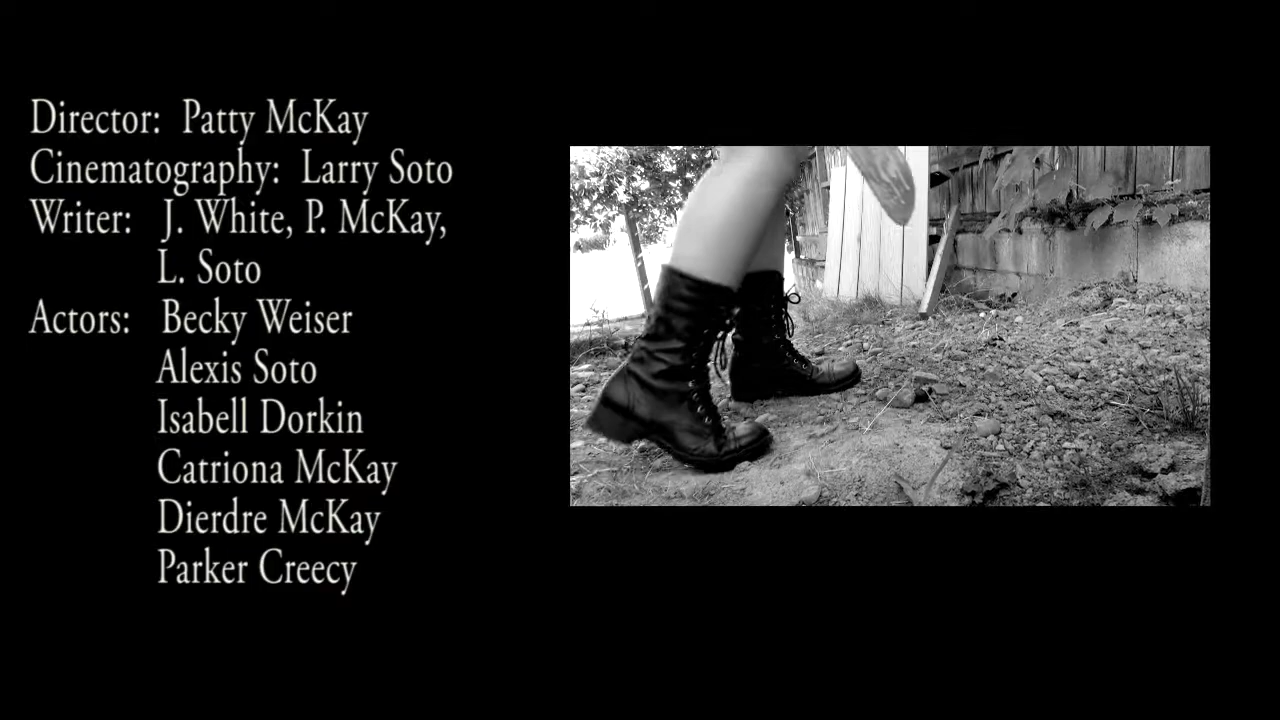 Director: Patty McKay
Cinematography: Larry Soto
Writer: J. White, P. McKay,
L. Soto
Actors: Becky Weiser
Alexis Soto
Isabell Dorkin
Catriona McKay
Dierdre McKay
Parker Creecy